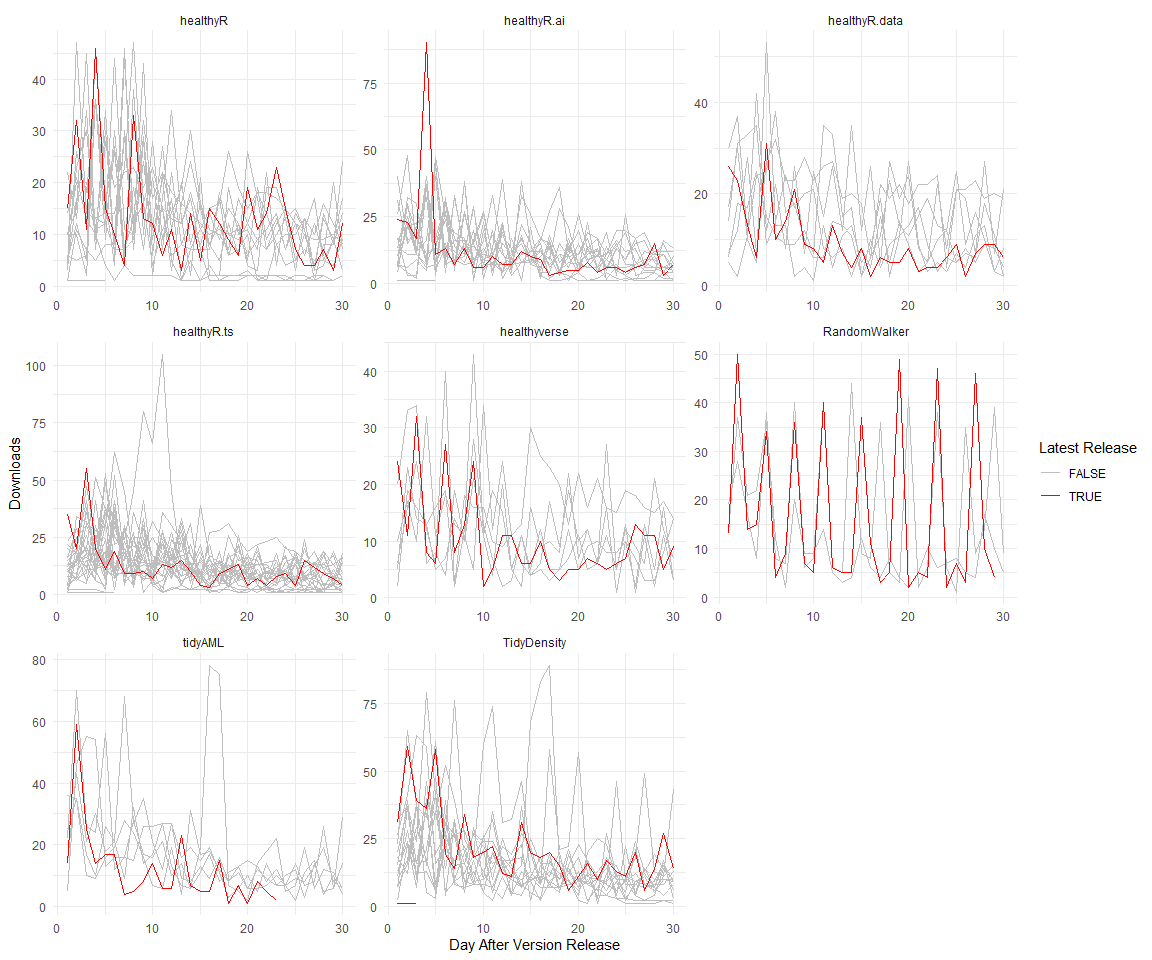 healthyR healthyR.ai healthyR.data
40 75 40
30
50
20 20
25
10
0 0 0
0 10 20 30 0 10 20 30 0 10 20 30
healthyR.ts healthyverse RandomWalker
100 40 50
75 30 40
50 20 30
25 10 20
0 0 10
0
0 10 20 30 0 10 20 30 0 10 20 30
tidyAML TidyDensity
80 75
60
50
40
25
20
0 0
0 10 20 30 0 10 20 30
Downloads
Day After Version Release
Latest Release
FALSE
TRUE